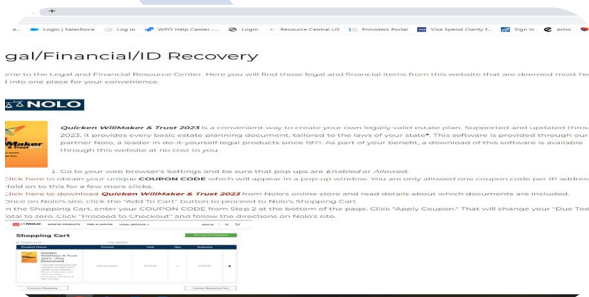 e... Login | Salesforce Log In WPO Help Center -... Login Resource Central US Providers Portal Visa Spend Clarity f... Sign in echo
gal/Financial/ID Recovery
me to the Legal and Financial Resource Center. Here you will find those legal and financial items from this website that are deemed most he
d into one place for your convenience.
NOLO
Quicken WillMaker & Trust 2023 is a convenient way to create your own legally valid estate plan. Supported and updated throu
2023, it provides every basic estate planning document, tailored to the laws of your state*. This software is provided through our
partner Nolo, a leader in do-it-yourself legal products since 1971. As part of your benefit, a download of this software is available
through this website at no cost to you.
1. Go to your web browser's Settings and be sure that pop ups are Enabled or Allowed.
Click here to obtain your unique COUPON CODE which will appear in a pop-up window. You are only allowed one coupon code per IP addres
Hold on to this for a few more clicks.
Click here to download Quicken WillMaker & Trust 2023 from Nolo's online store and read details about which documents are included.
Once on Nolo's site, click the "Add To Cart" button to proceed to Nolo's Shopping Cart.
n the Shopping Cart, enter your COUPON CODE from Step 2 at the bottom of the page. Click "Apply Coupon." That will change your "Due Tod
otal to zero. Click "Proceed to Checkout" and follow the directions on Nolo's site.
Shopping Cart